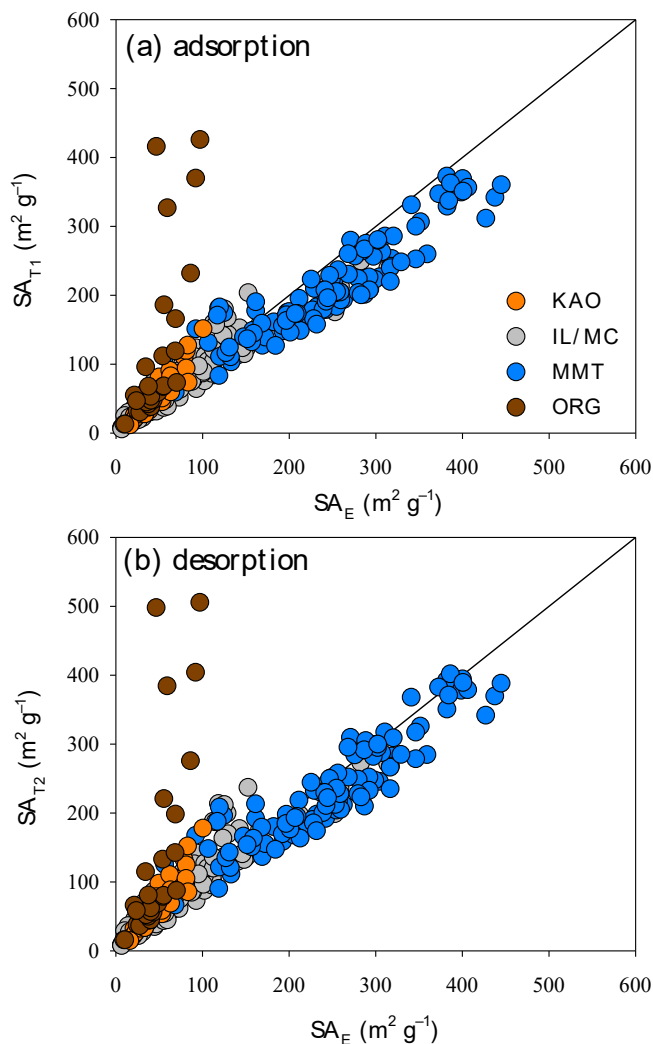 (a) adsorption
600
500
400
300
200
100
0
SA_T1 (m² g⁻¹)
KAO
IL/MC
MMT
ORG
0 100 200 300 400 500 600
SA_E (m² g⁻¹)
(b) desorption
600
500
400
300
200
100
0
SA_T2 (m² g⁻¹)
0 100 200 300 400 500 600
SA_E (m² g⁻¹)